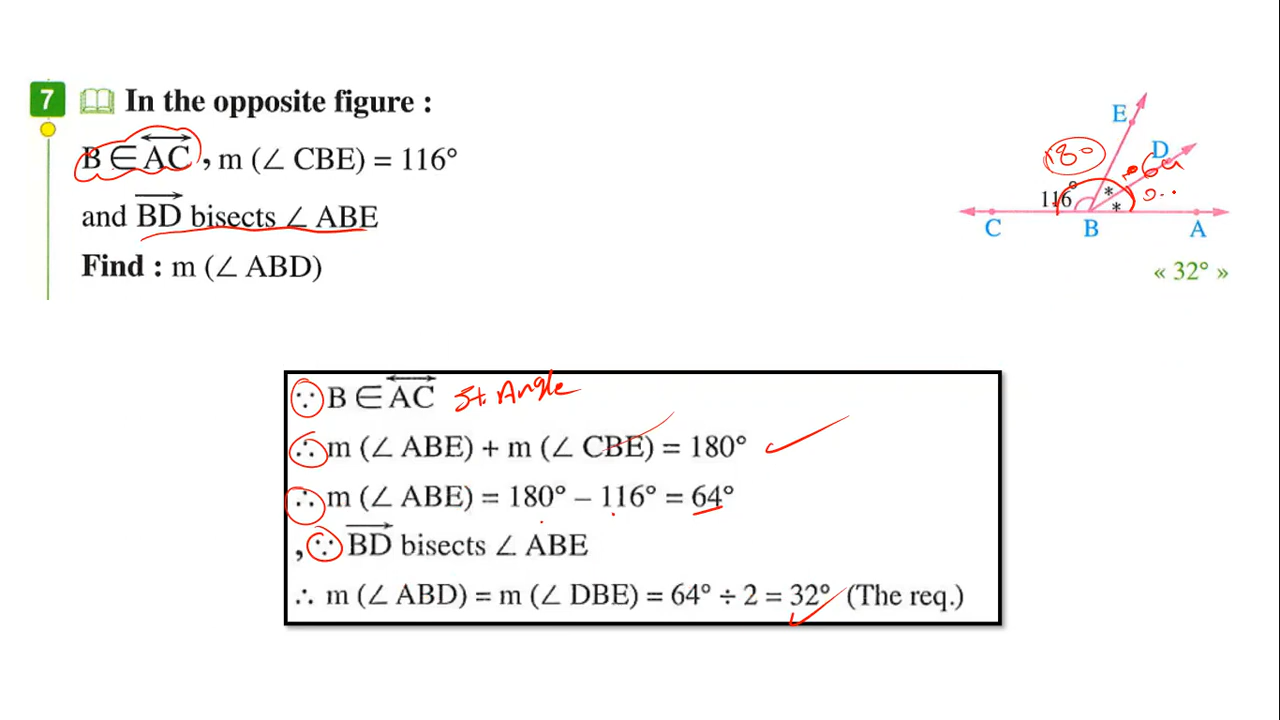 7 In the opposite figure :
B ∈ AC , m (∠ CBE) = 116°
and BD bisects ∠ ABE
Find : m (∠ ABD)
E
D
180
64
116°
* *
C B A
« 32° »
∵ B ∈ AC St. Angle
∴ m (∠ ABE) + m (∠ CBE) = 180°
∴ m (∠ ABE) = 180° – 116° = 64°
, ∵ BD bisects ∠ ABE
∴ m (∠ ABD) = m (∠ DBE) = 64° ÷ 2 = 32° (The req.)